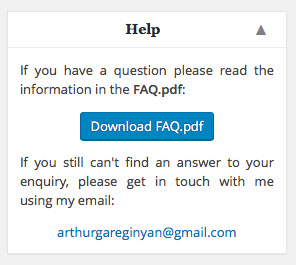 Help
If you have a question please read the
information in the FAQ.pdf:
Download FAQ.pdf
If you still can't find an answer to your
enquiry, please get in touch with me
using my email:
arthurgareginyan@gmail.com